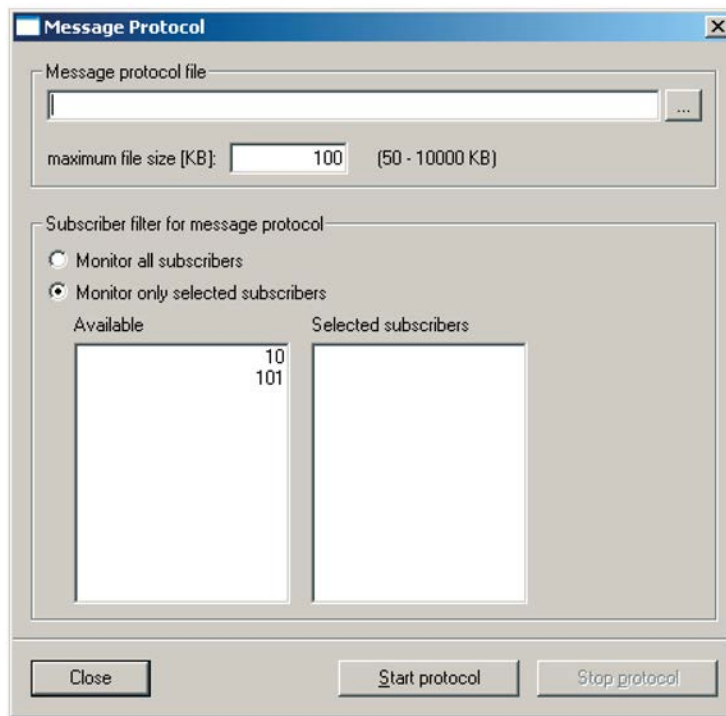 Message Protocol
Message protocol file
...
maximum file size [KB]: 100 (50 - 10000 KB)
Subscriber filter for message protocol
Monitor all subscribers
Monitor only selected subscribers
Available Selected subscribers
10
101
Close Start protocol Stop protocol